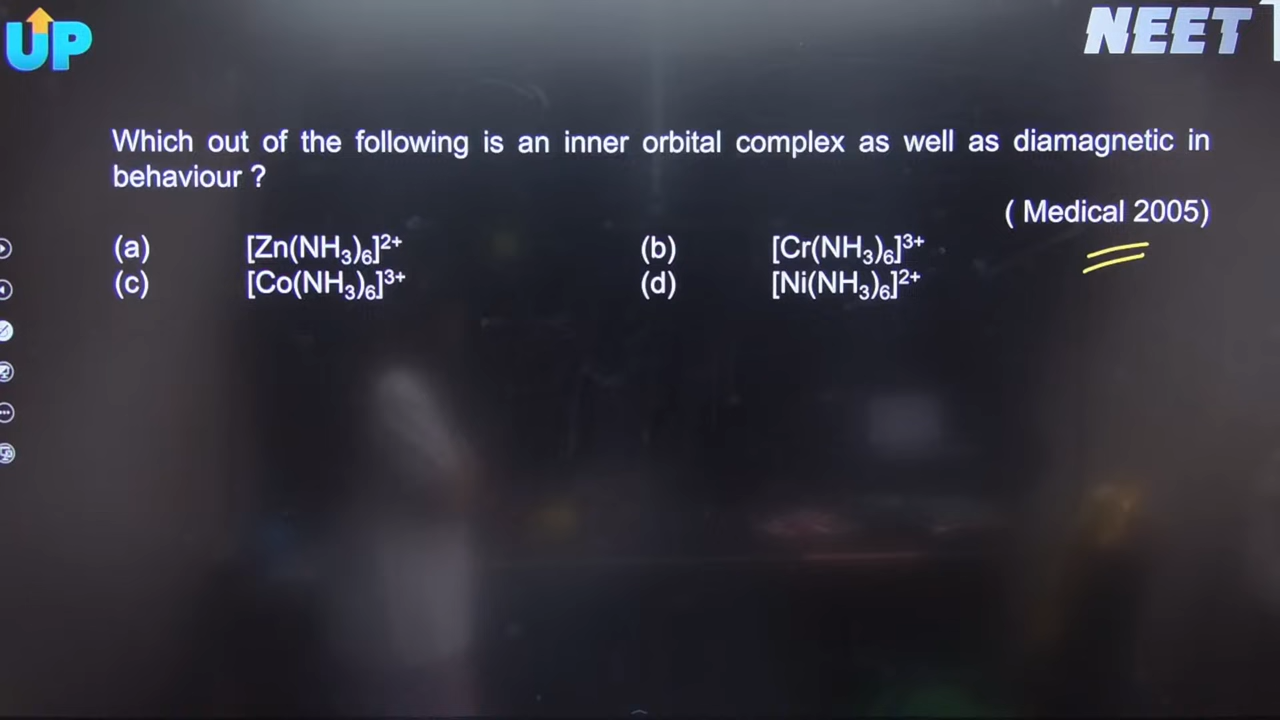 UP
NEET
Which out of the following is an inner orbital complex as well as diamagnetic in
behaviour ?
( Medical 2005)
(a) [Zn(NH₃)₆]²⁺ (b) [Cr(NH₃)₆]³⁺
(c) [Co(NH₃)₆]³⁺ (d) [Ni(NH₃)₆]²⁺